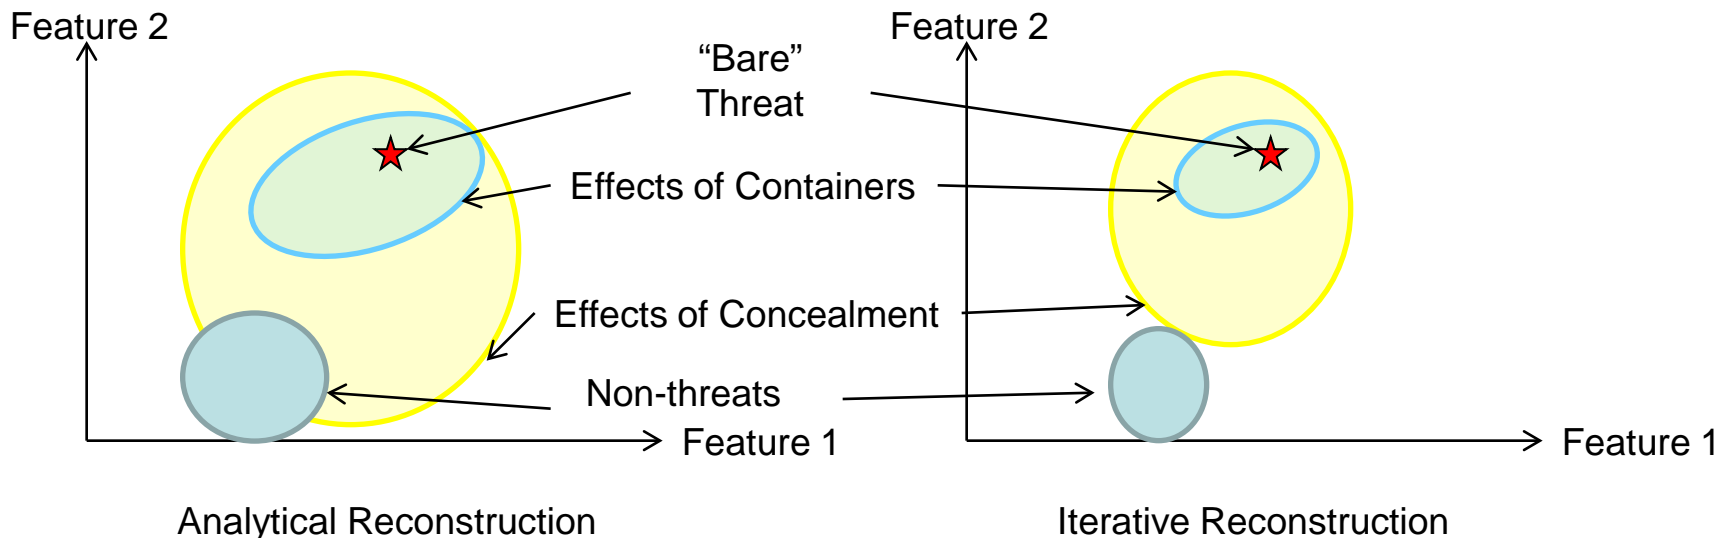 Feature 2
Feature 2
“Bare”
Threat
Effects of Containers
Effects of Concealment
Non-threats
Feature 1
Feature 1
Analytical Reconstruction
Iterative Reconstruction